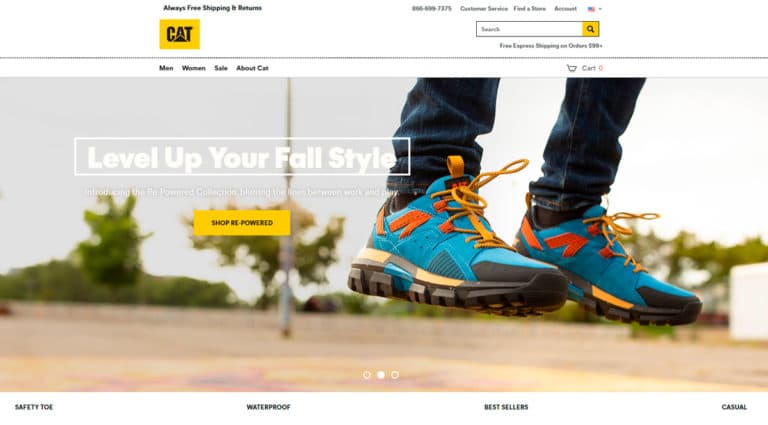 Always Free Shipping & Returns
866-699-7375 Customer Service Find a Store Account
CAT
Search
Free Express Shipping on Orders $99+
Men Women Sale About Cat
Cart 0
Level Up Your Fall Style
Introducing the Re-Powered Collection, blurring the lines between work and play.
SHOP RE-POWERED
CAT
SAFETY TOE WATERPROOF BEST SELLERS CASUAL